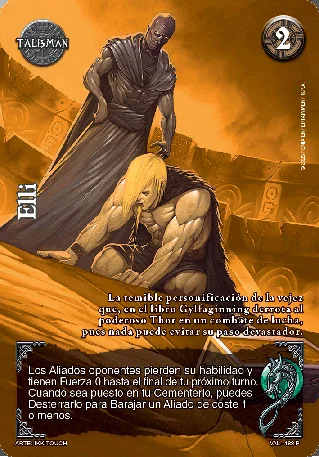 TALISMAN
2
Elli
La temible personificación de la vejez
que, en el libro Gylfaginning derrota al
poderoso Thor en un combate de lucha,
pues nada puede evitar su paso devastador.
Los Aliados oponentes pierden su habilidad y
tienen Fuerza 0 hasta el final de tu próximo turno.
Cuando sea puesto en tu Cementerio, puedes
Desterrarlo para Barajar un Aliado de coste 1
o menos.